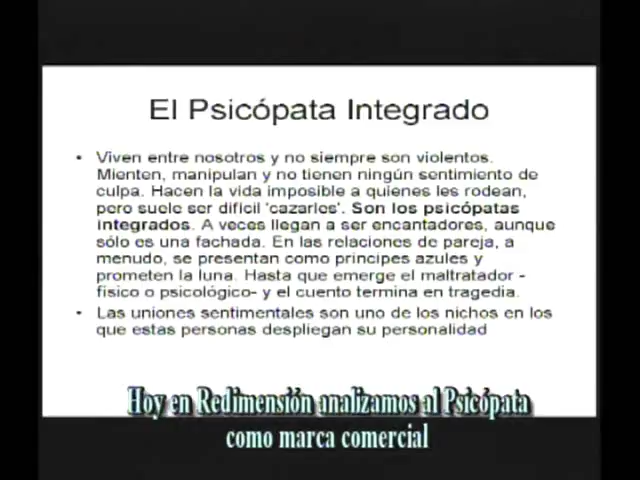 El Psicópata Integrado
• Viven entre nosotros y no siempre son violentos.
Mienten, manipulan y no tienen ningún sentimiento de
culpa. Hacen la vida imposible a quienes les rodean,
pero suele ser difícil 'cazarles'. Son los psicópatas
integrados. A veces llegan a ser encantadores, aunque
sólo es una fachada. En las relaciones de pareja, a
menudo, se presentan como príncipes azules y
prometen la luna. Hasta que emerge el maltratador -
físico o psicológico- y el cuento termina en tragedia.
• Las uniones sentimentales son uno de los nichos en los
que estas personas despliegan su personalidad
Hoy en Redimensión analizamos al Psicópata
como marca comercial